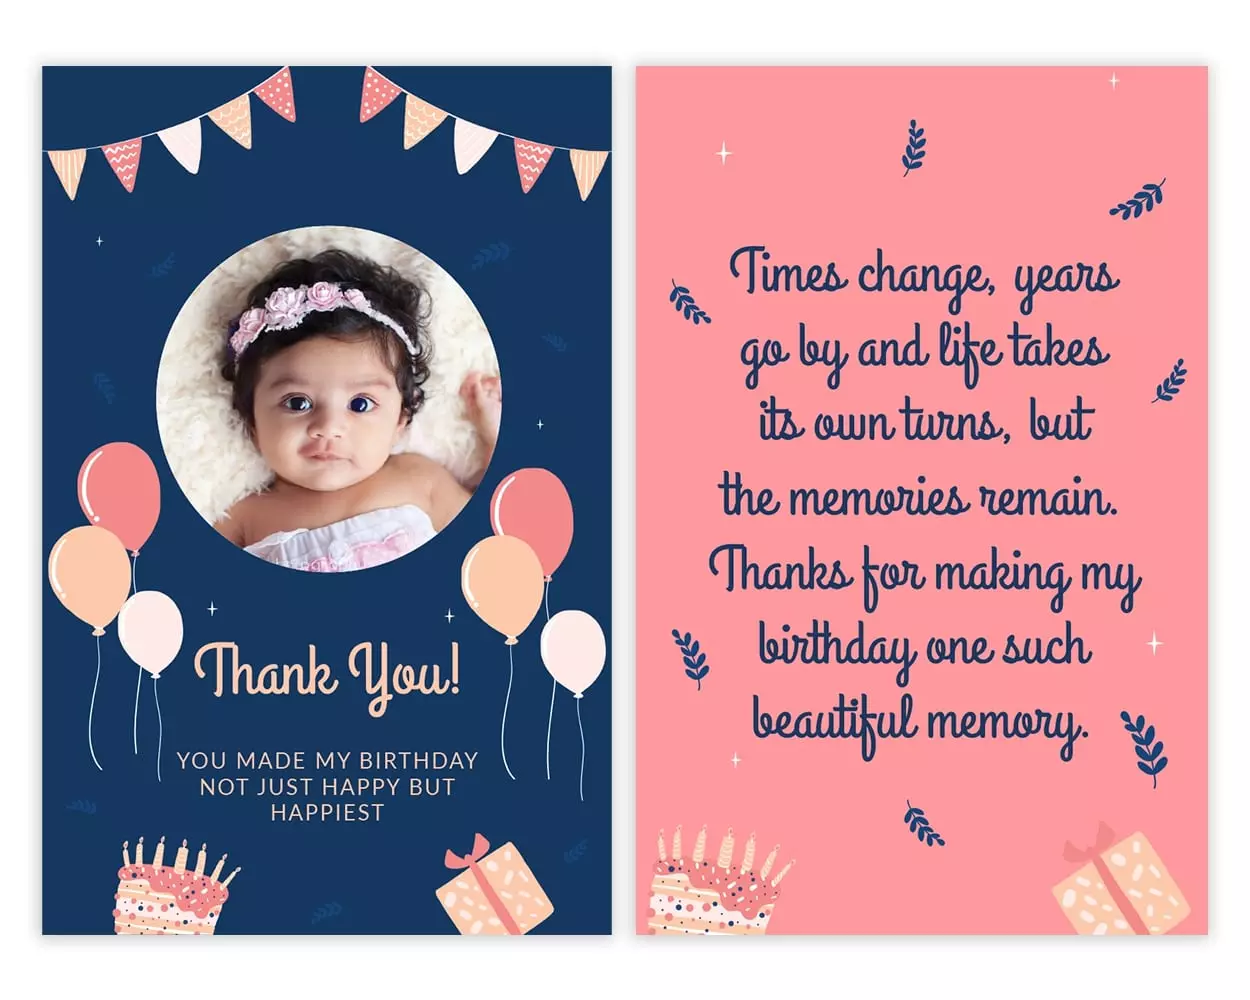 Thank You!
YOU MADE MY BIRTHDAY
NOT JUST HAPPY BUT
HAPPIEST
Times change, years
go by and life takes
its own turns, but
the memories remain.
Thanks for making my
birthday one such
beautiful memory.